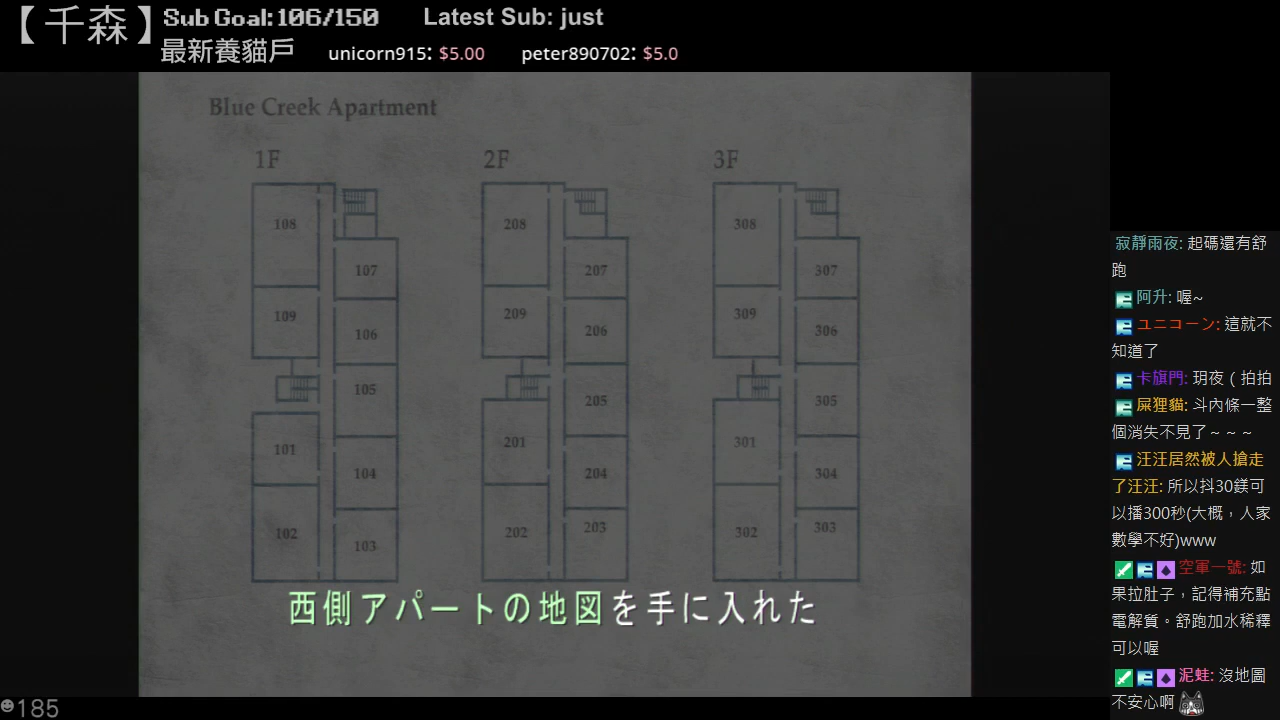 【千森】
Sub Goal:106/150
Latest Sub: just
最新養貓戶
unicorn915: $5.00
peter890702: $5.0
Blue Creek Apartment
1F
2F
3F
108
107
109
106
105
101
104
102
103
208
207
209
206
205
201
204
202
203
308
307
309
306
305
301
304
302
303
西側アパートの地図を手に入れた
寂靜雨夜: 起碼還有舒
跑
阿升: 喔~
ユニコーン: 這就不
知道了
卡旗門: 玥夜（拍拍
屎狸貓: 斗內條一整
個消失不見了～～～
汪汪居然被人搶走
了汪汪: 所以抖30鎂可
以播300秒(大概，人家
數學不好)www
空軍一號: 如
果拉肚子，記得補充點
電解質。舒跑加水稀釋
可以喔
泥蛙: 沒地圖
不安心啊
185